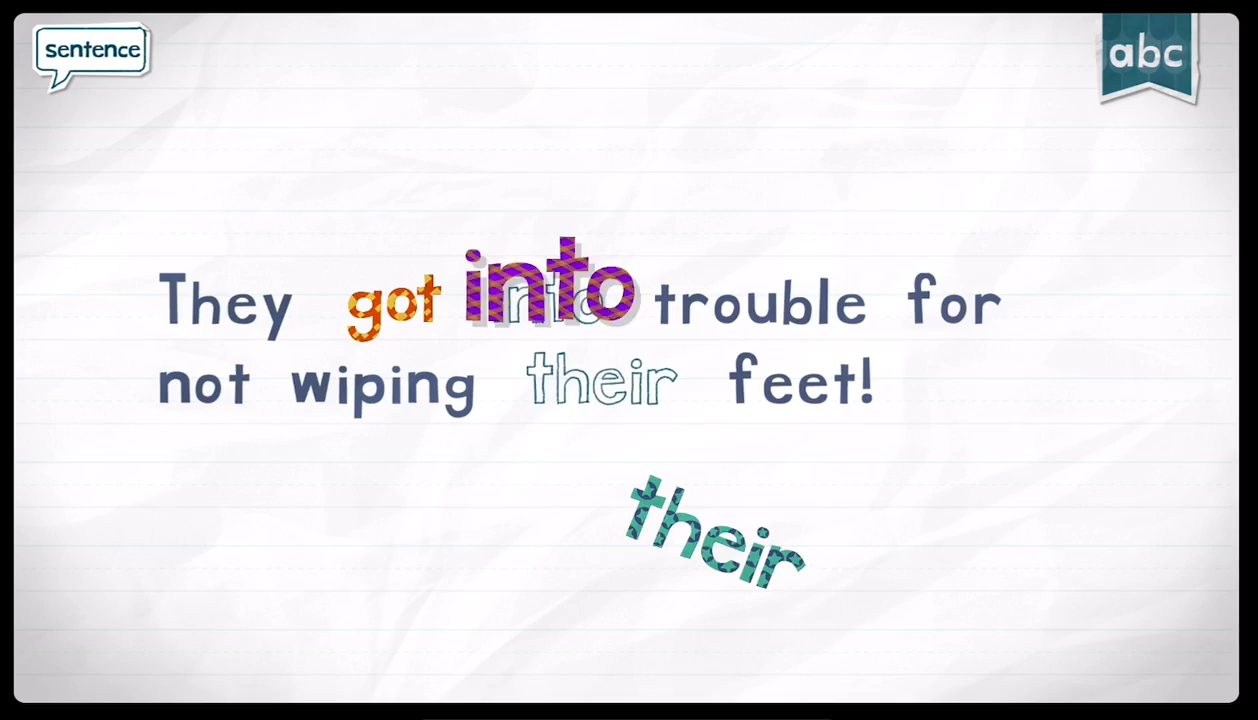 sentence
abc
They got into trouble for
not wiping their feet!
their